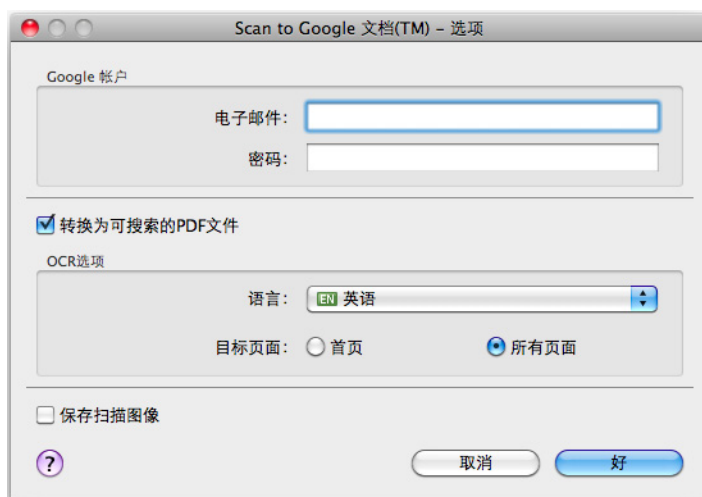 Scan to Google 文档(TM) – 选项
Google 帐户
电子邮件:
密码:
转换为可搜索的PDF文件
OCR选项
语言: EN 英语
目标页面: 首页 所有页面
保存扫描图像
? 取消 好